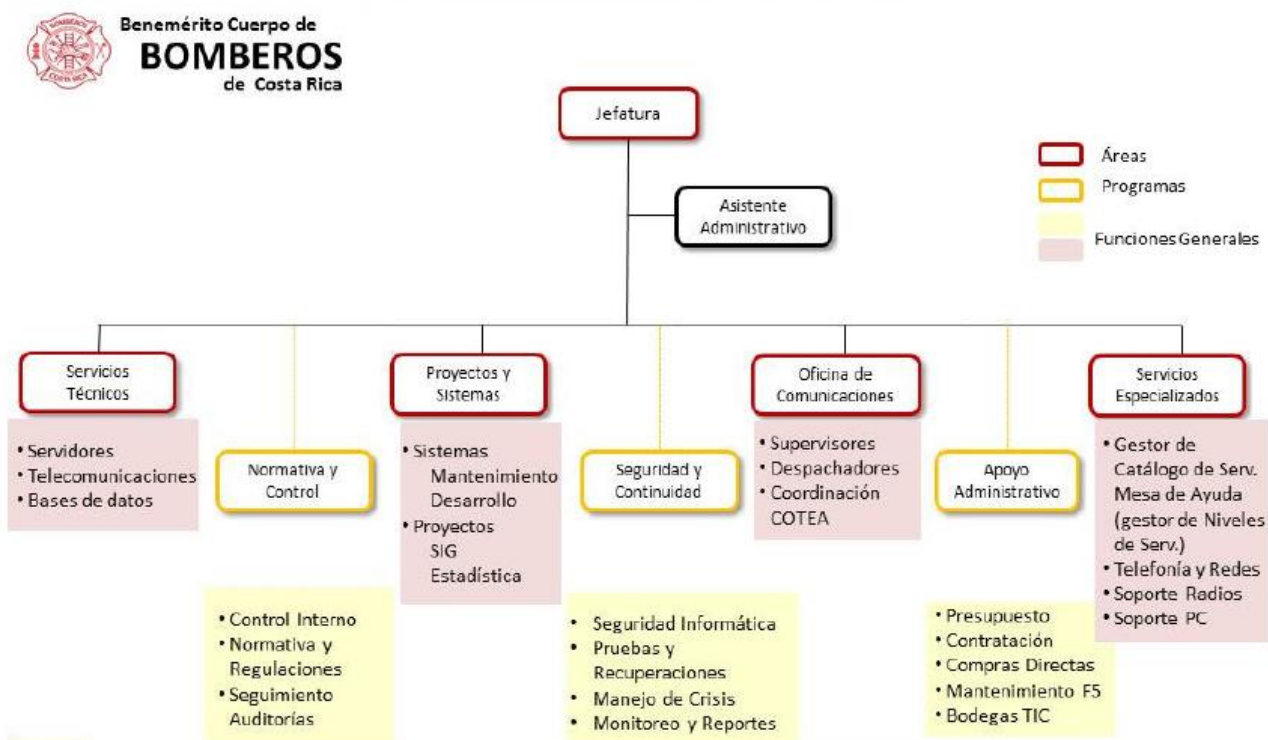 Benemérito Cuerpo de
BOMBEROS
de Costa Rica
Jefatura
Asistente
Administrativo
Áreas
Programas
Funciones Generales
Servicios
Técnicos
• Servidores
• Telecomunicaciones
• Bases de datos
Normativa y
Control
• Control Interno
• Normativa y
Regulaciones
• Seguimiento
Auditorías
Proyectos y
Sistemas
• Sistemas
Mantenimiento
Desarrollo
• Proyectos
SIG
Estadística
Seguridad y
Continuidad
• Seguridad Informática
• Pruebas y
Recuperaciones
• Manejo de Crisis
• Monitoreo y Reportes
Oficina de
Comunicaciones
• Supervisores
• Despachadores
• Coordinación
COTEA
Apoyo
Administrativo
• Presupuesto
• Contratación
• Compras Directas
• Mantenimiento F5
• Bodegas TIC
Servicios
Especializados
• Gestor de
Catálogo de Serv.
Mesa de Ayuda
(gestor de Niveles
de Serv.)
• Telefonía y Redes
• Soporte Radios
• Soporte PC